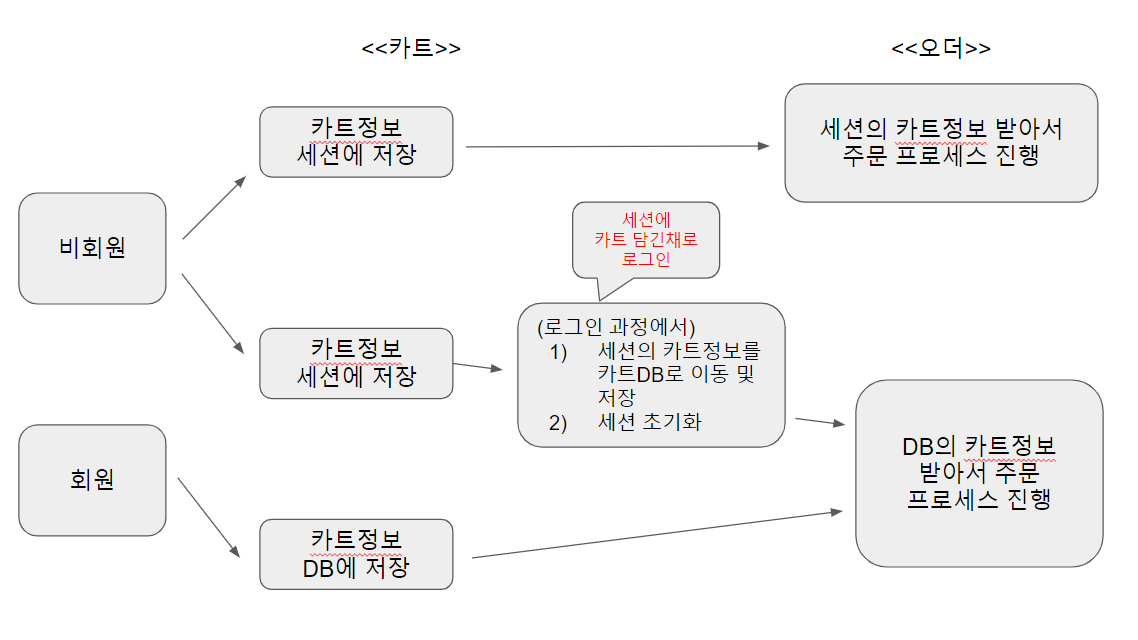 <<카트>>
<<오더>>
카트정보
세션에 저장
세션의 카트정보 받아서
주문 프로세스 진행
비회원
세션에
카트 담긴채로
로그인
카트정보
세션에 저장
(로그인 과정에서)
1) 세션의 카트정보를
카트DB로 이동 및
저장
2) 세션 초기화
회원
DB의 카트정보
받아서 주문
프로세스 진행
카트정보
DB에 저장